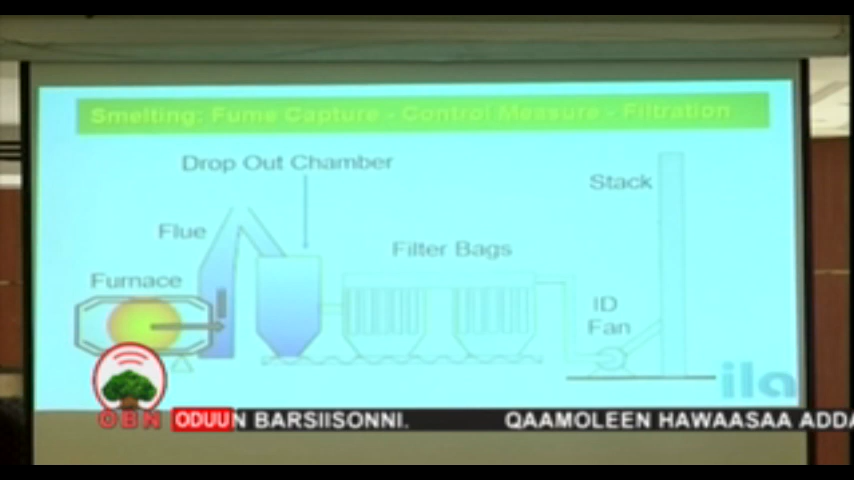 Smelting: Fume Capture - Control Measure - Filtration
Drop Out Chamber
Stack
Flue
Filter Bags
Furnace
ID
Fan
ila
OBN
ODUUN BARSIISONNI. QAAMOLEEN HAWAASAA ADDA